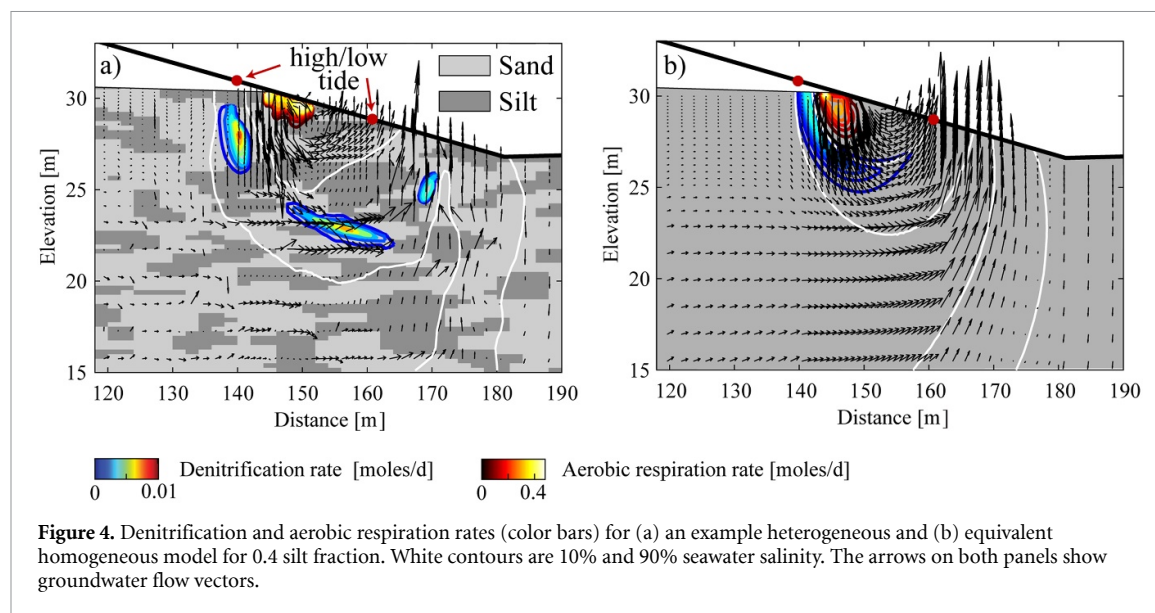 a)
high/low
tide
Sand
Silt
30
25
20
15
Elevation [m]
120 130 140 150 160 170 180 190
Distance [m]
b)
30
25
20
15
Elevation [m]
120 130 140 150 160 170 180 190
Distance [m]
Denitrification rate [moles/d]
0 0.01
Aerobic respiration rate [moles/d]
0 0.4
Figure 4. Denitrification and aerobic respiration rates (color bars) for (a) an example heterogeneous and (b) equivalent
homogeneous model for 0.4 silt fraction. White contours are 10% and 90% seawater salinity. The arrows on both panels show
groundwater flow vectors.